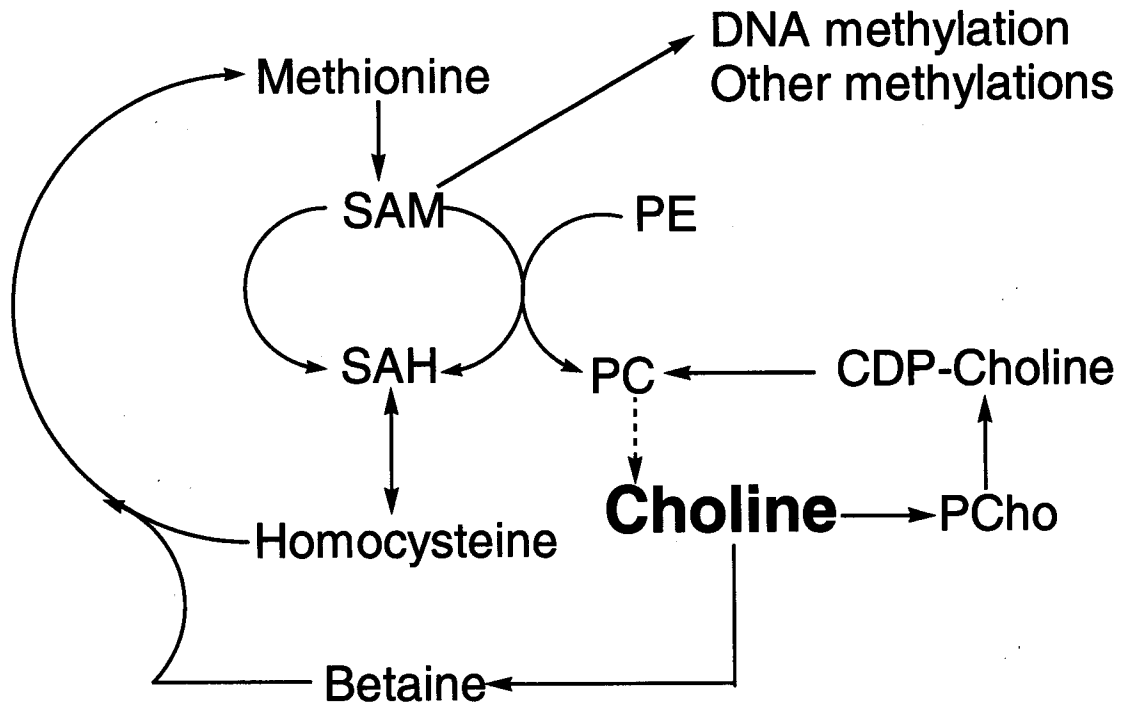 DNA methylation
Other methylations
Methionine
SAM
PE
SAH
PC
CDP-Choline
Choline
PCho
Homocysteine
Betaine